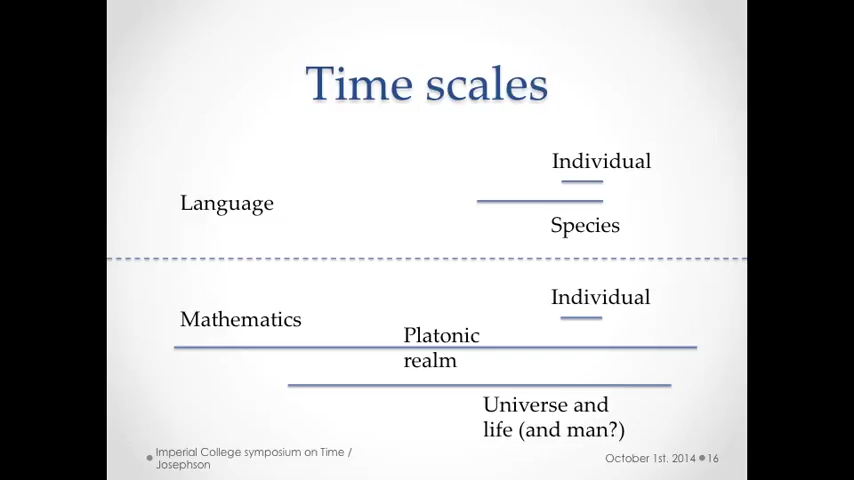 Time scales
Individual
Language
Species
Individual
Mathematics
Platonic
realm
Universe and
life (and man?)
Imperial College symposium on Time /
Josephson
October 1st. 2014
16